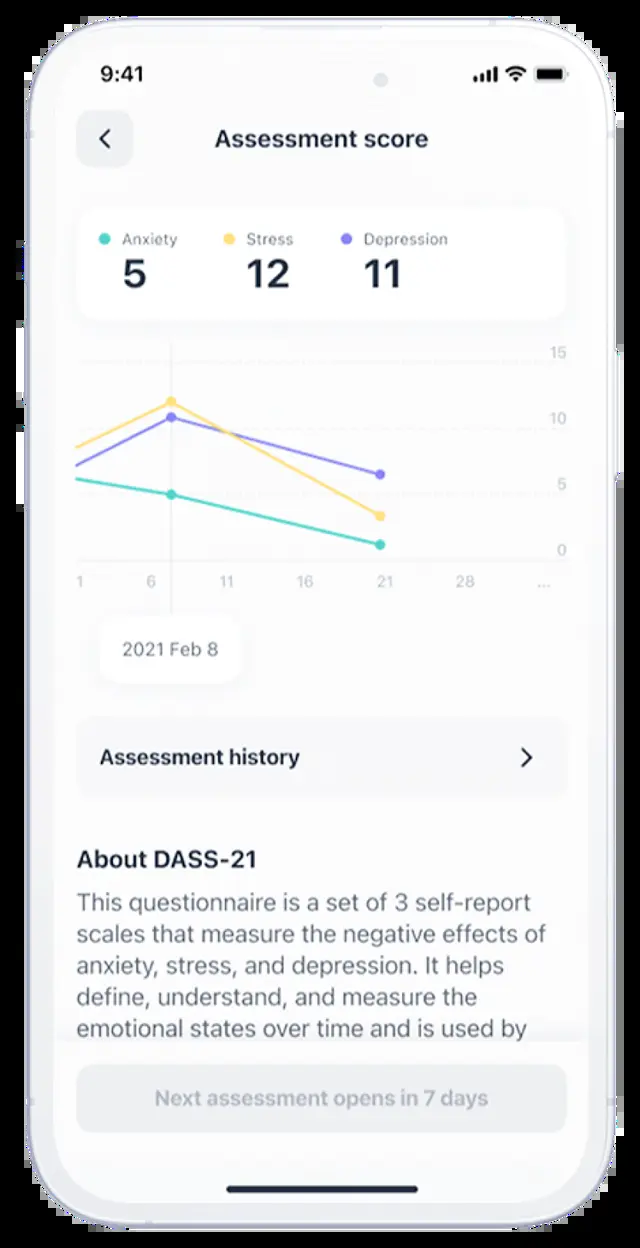 9:41
Assessment score
Anxiety Stress Depression
5 12 11
15
10
5
0
1 6 11 16 21 28 ...
2021 Feb 8
Assessment history
About DASS-21
This questionnaire is a set of 3 self-report
scales that measure the negative effects of
anxiety, stress, and depression. It helps
define, understand, and measure the
emotional states over time and is used by
Next assessment opens in 7 days